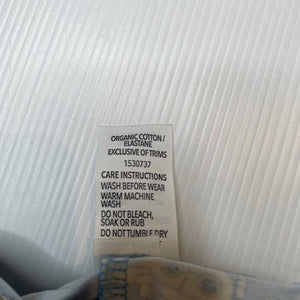 ORGANIC COTTON/
ELASTANE
EXCLUSIVE OF TRIMS
1530737
CARE INSTRUCTIONS
WASH BEFORE WEAR
WARM MACHINE
WASH
DO NOT BLEACH,
SOAK OR RUB
DO NOT TUMBLE DRY